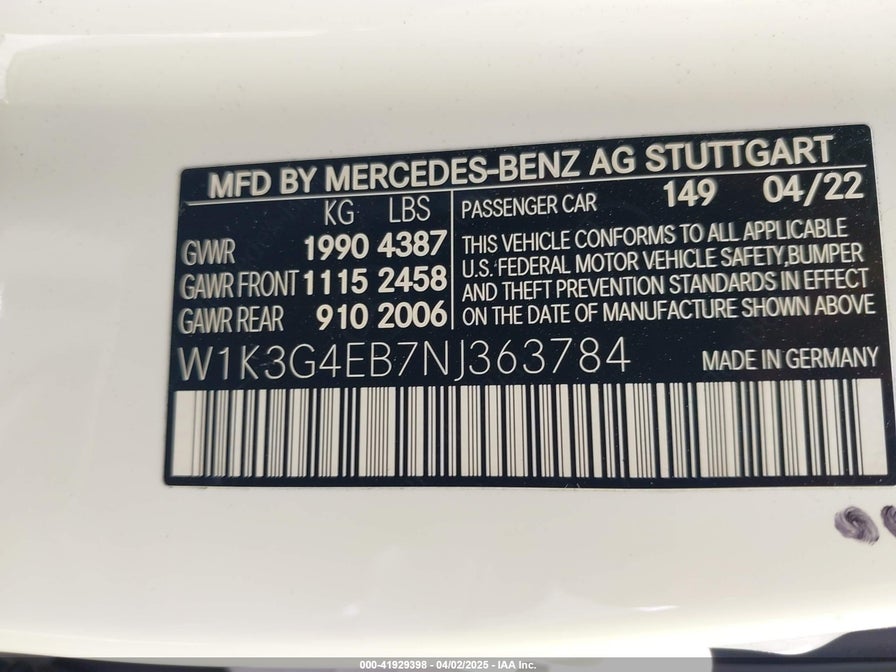 MFD BY MERCEDES-BENZ AG STUTTGART
KG LBS
GVWR 1990 4387
GAWR FRONT 1115 2458
GAWR REAR 910 2006
PASSENGER CAR 149 04/22
THIS VEHICLE CONFORMS TO ALL APPLICABLE
U.S. FEDERAL MOTOR VEHICLE SAFETY,BUMPER
AND THEFT PREVENTION STANDARDS IN EFFECT
ON THE DATE OF MANUFACTURE SHOWN ABOVE
W1K3G4EB7NJ363784
MADE IN GERMANY
000-41929398 - 04/02/2025 - IAA Inc.